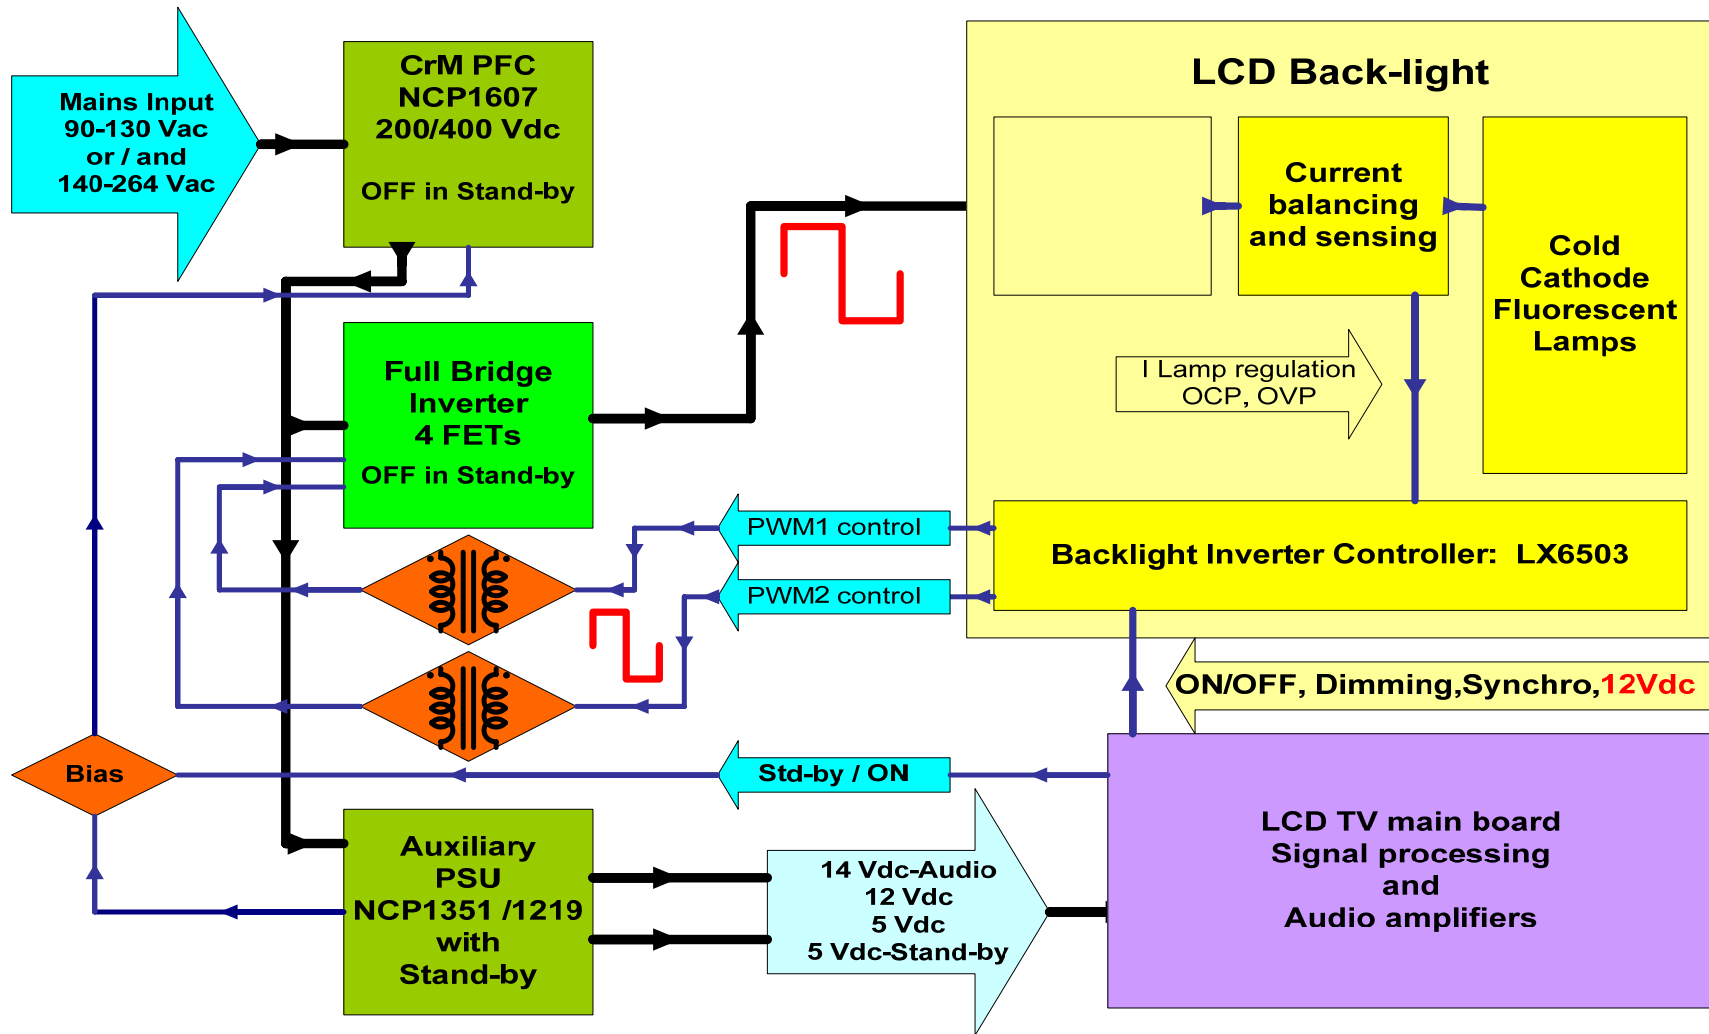 Mains Input
90-130 Vac
or / and
140-264 Vac
CrM PFC
NCP1607
200/400 Vdc
OFF in Stand-by
LCD Back-light
Current
balancing
and sensing
Cold
Cathode
Fluorescent
Lamps
I Lamp regulation
OCP, OVP
Full Bridge
Inverter
4 FETs
OFF in Stand-by
PWM1 control
PWM2 control
Backlight Inverter Controller: LX6503
ON/OFF, Dimming,Synchro,12Vdc
Bias
Std-by / ON
Auxiliary
PSU
NCP1351 /1219
with
Stand-by
14 Vdc-Audio
12 Vdc
5 Vdc
5 Vdc-Stand-by
LCD TV main board
Signal processing
and
Audio amplifiers